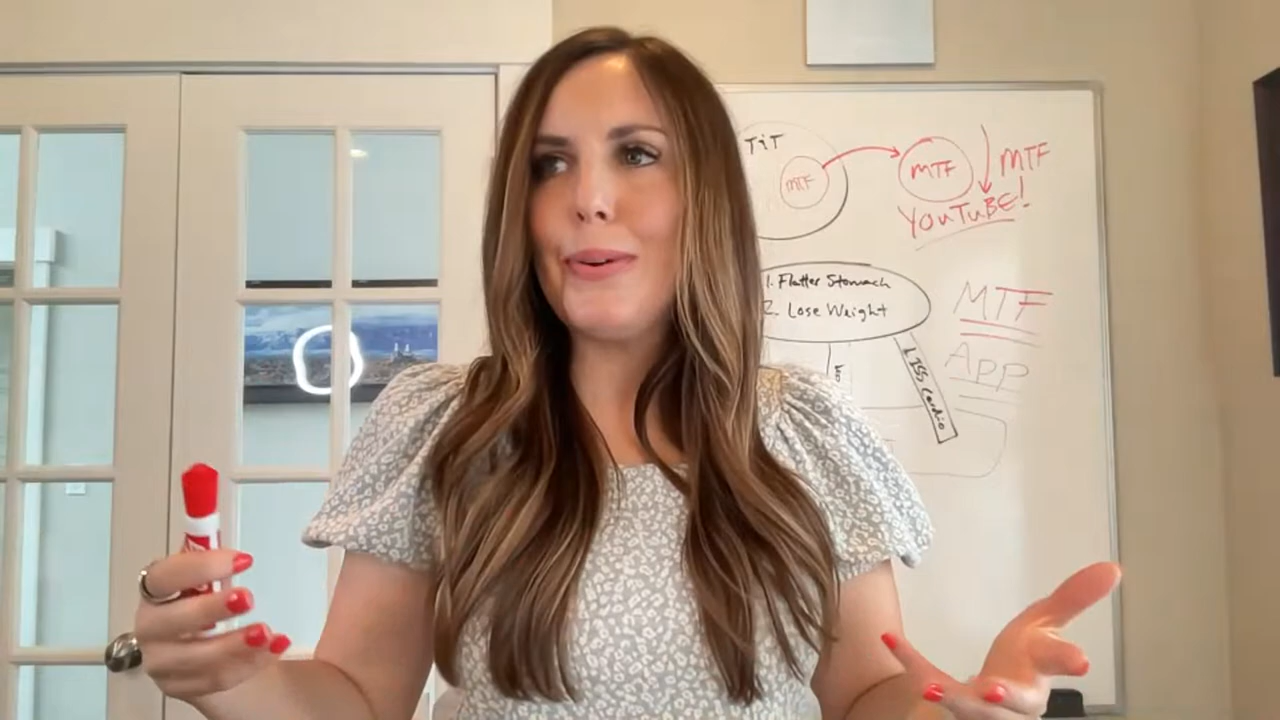 TiT
MTF
MTF
MTF
YOUTUBE!
1. Flatter Stomach
2. Lose Weight
MTF
APP
LISS Cardio